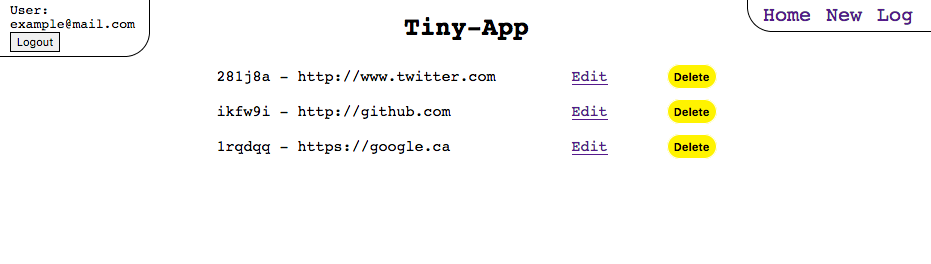 User:
example@mail.com
Logout
Tiny-App
Home New Log
281j8a - http://www.twitter.com Edit Delete
ikfw9i - http://github.com Edit Delete
1rqdqq - https://google.ca Edit Delete